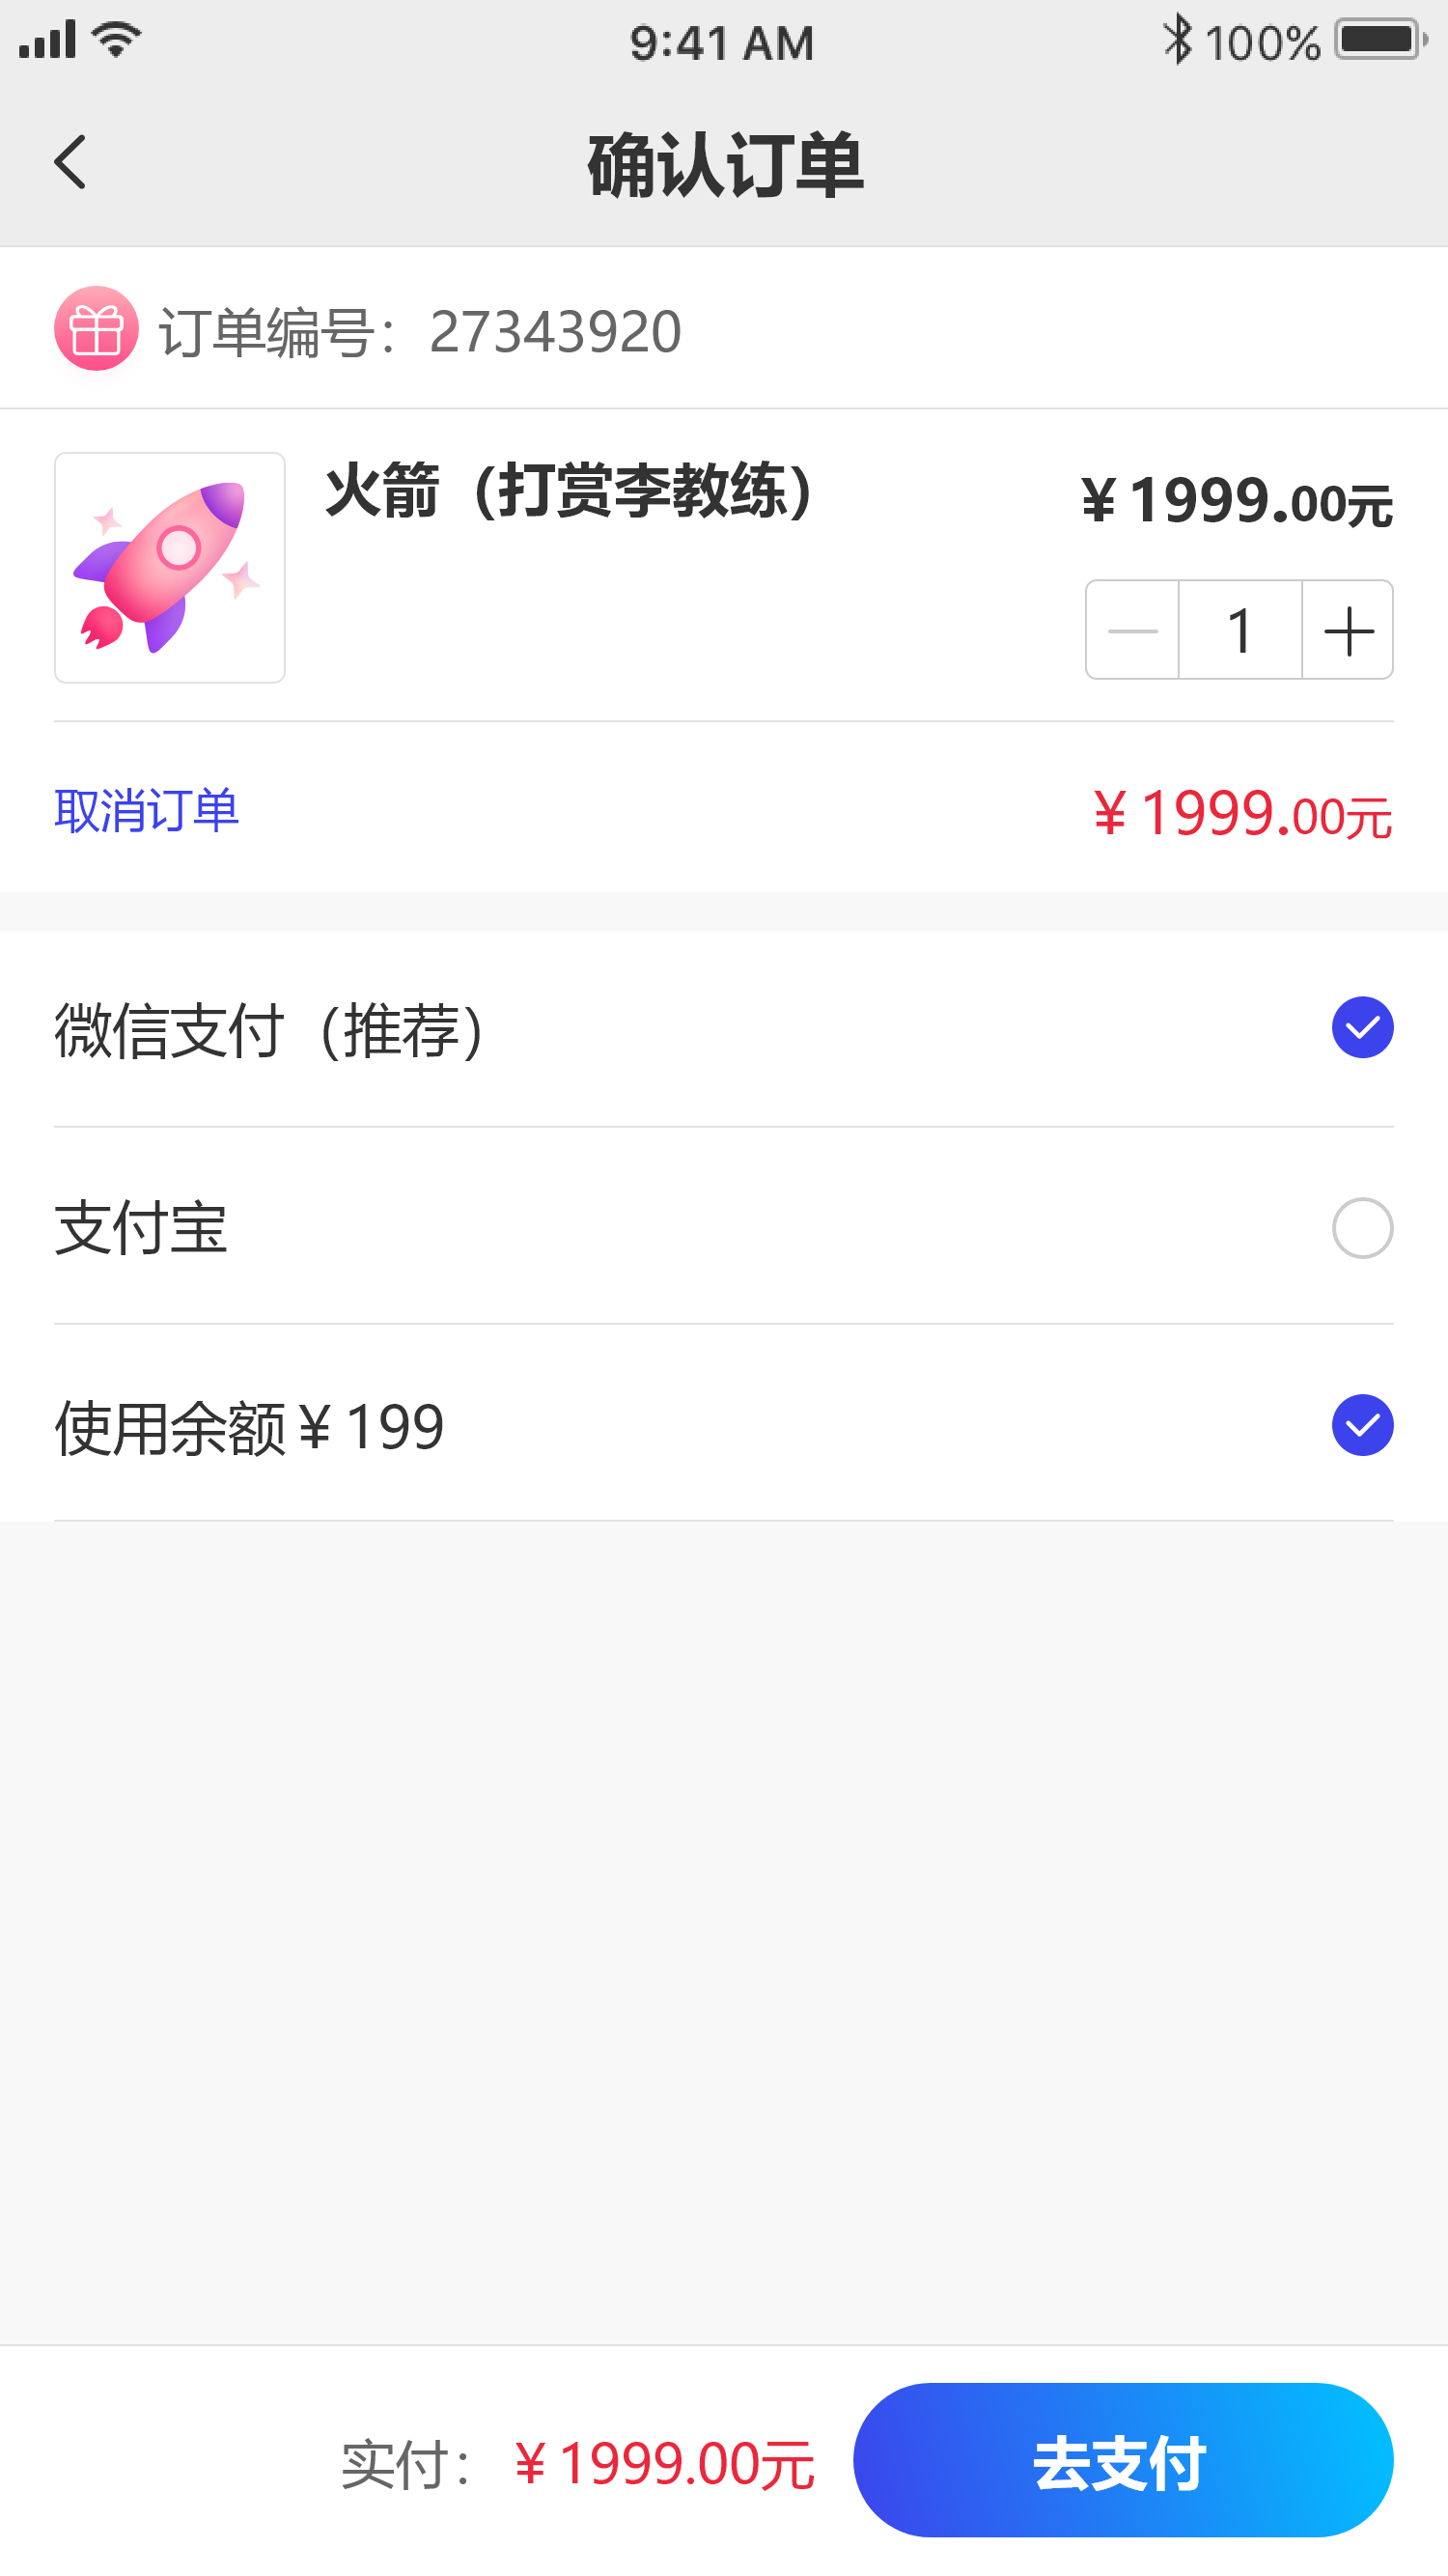 9:41 AM
100%
确认订单
订单编号：27343920
火箭（打赏李教练）
¥1999.00元
1
取消订单
¥1999.00元
微信支付（推荐）
支付宝
使用余额¥199
实付：¥1999.00元
去支付